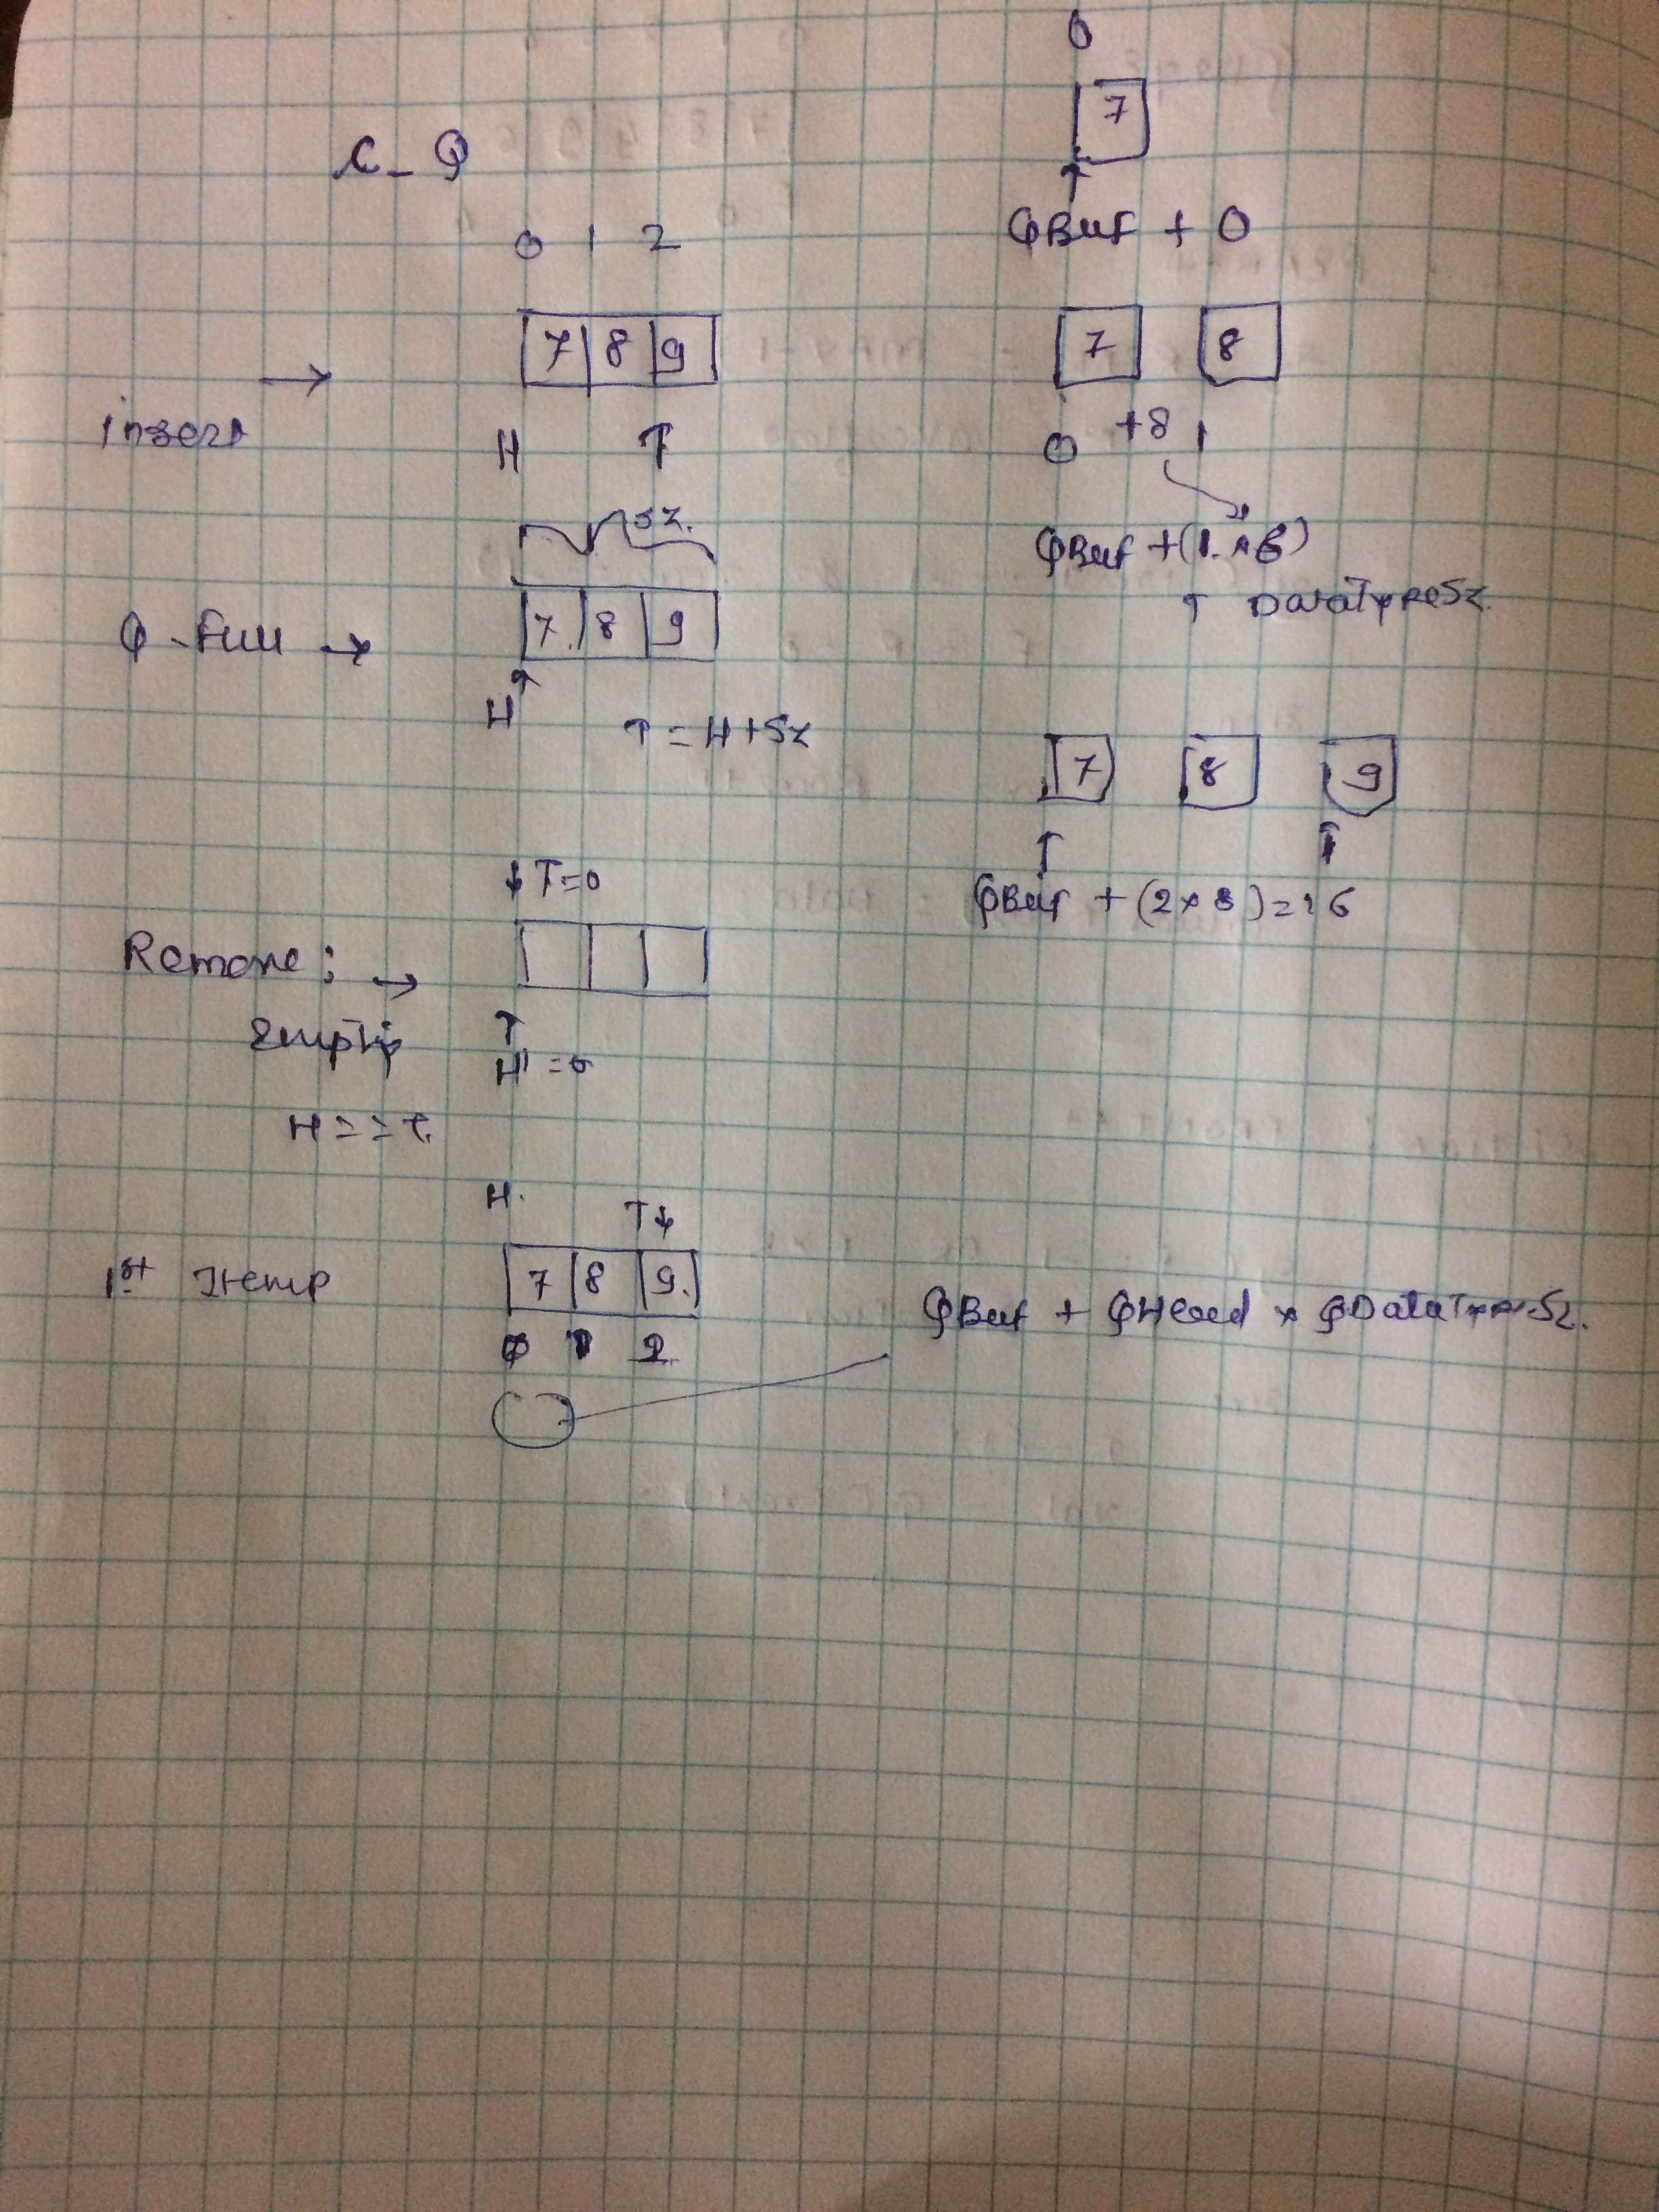 C_Q
0 1 2
7 8 9
insert →
H T
sz.
Q-Full →
7 8 9
H
T = H+Sz
T=0
Remove: →
Empty
H=0
H==T.
H. T
1st Itemp
7 8 9
0 1 2
0
7
QBuf + 0
7 8
0 +8 1
QBuf + (1 × 8)
DataTypeSz
7 8 9
QBuf + (2×8)=16
QBuf + QHead × QDataTypeSz.